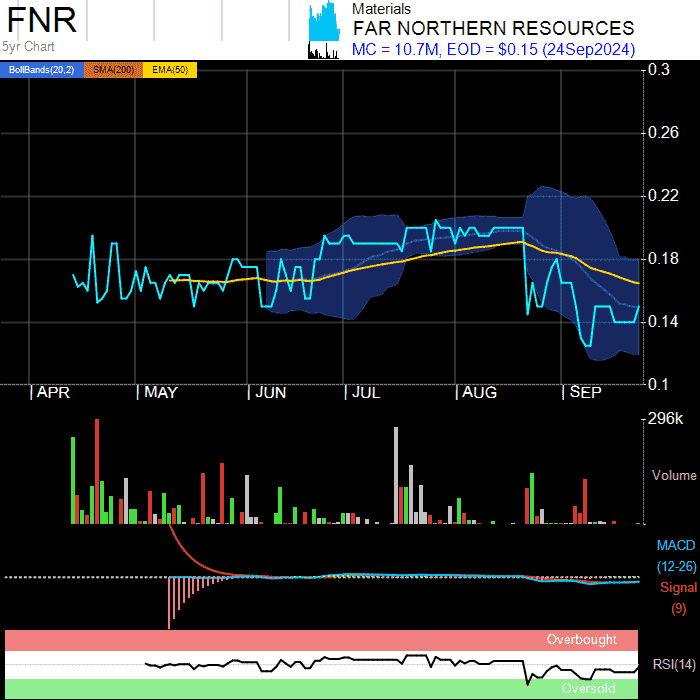 FNR
5yr Chart
Materials
FAR NORTHERN RESOURCES
MC = 10.7M, EOD = $0.15 (24Sep2024)
BollBands(20,2) SMA(200) EMA(50)
0.3
0.26
0.22
0.18
0.14
0.1
APR MAY JUN JUL AUG SEP
296k
Volume
MACD
(12-26)
Signal
(9)
Overbought
RSI(14)
Oversold